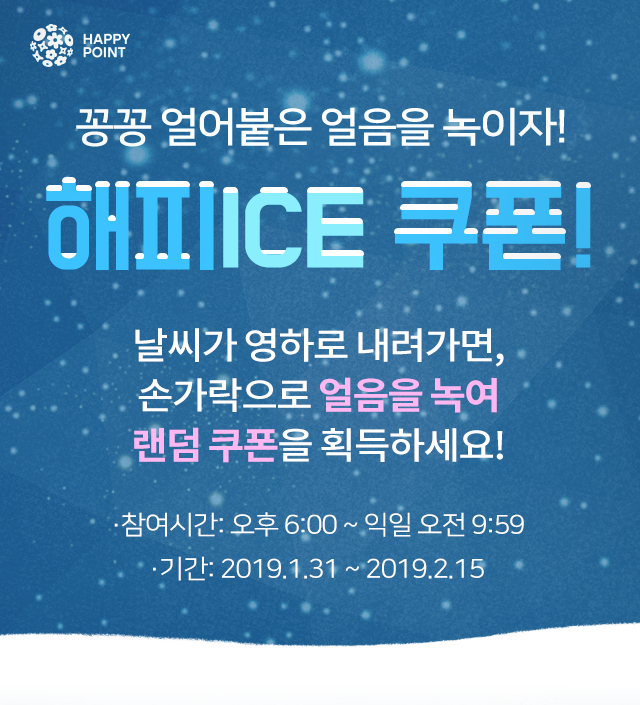 HAPPY
POINT
꽁꽁 얼어붙은 얼음을 녹이자!
해피ICE 쿠폰!
날씨가 영하로 내려가면,
손가락으로 얼음을 녹여
랜덤 쿠폰을 획득하세요!
·참여시간: 오후 6:00 ~ 익일 오전 9:59
·기간: 2019.1.31 ~ 2019.2.15